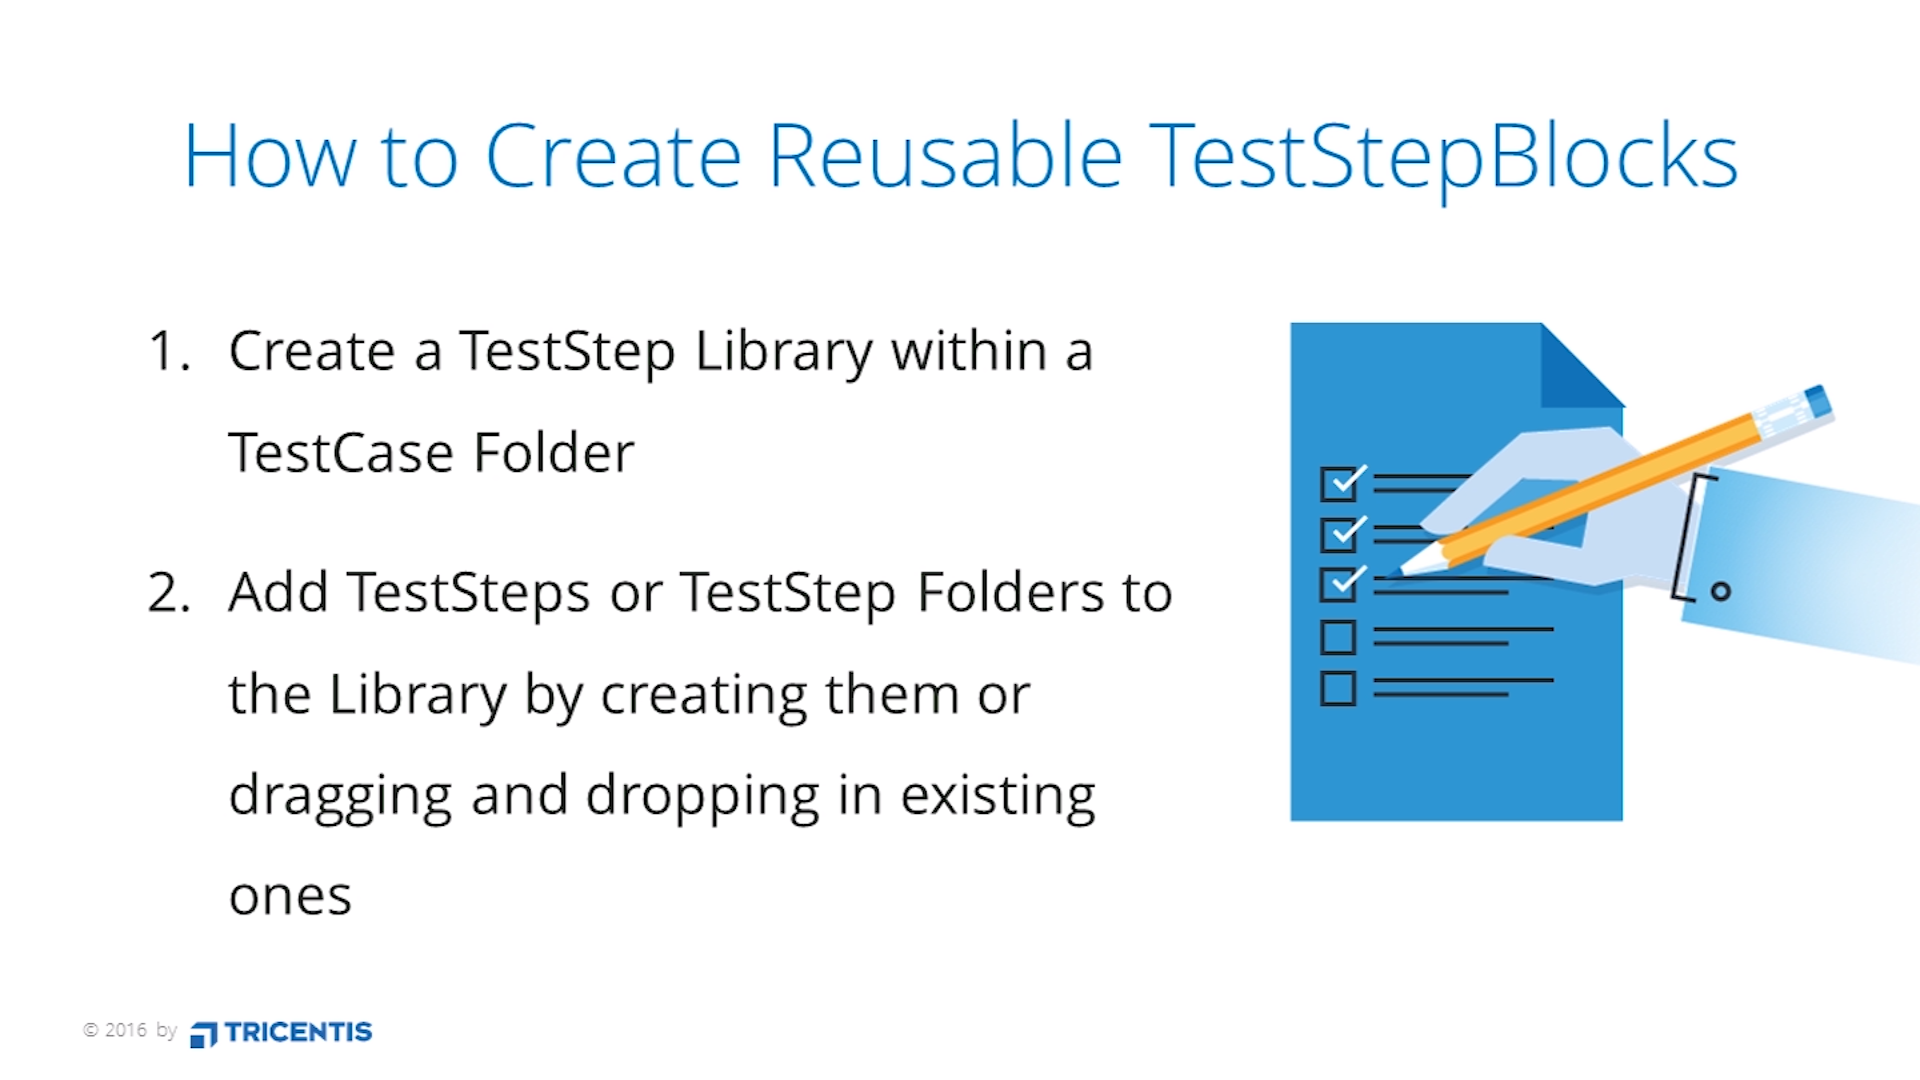 How to Create Reusable TestStepBlocks
1. Create a TestStep Library within a
TestCase Folder
2. Add TestSteps or TestStep Folders to
the Library by creating them or
dragging and dropping in existing
ones
© 2016 by TRICENTIS